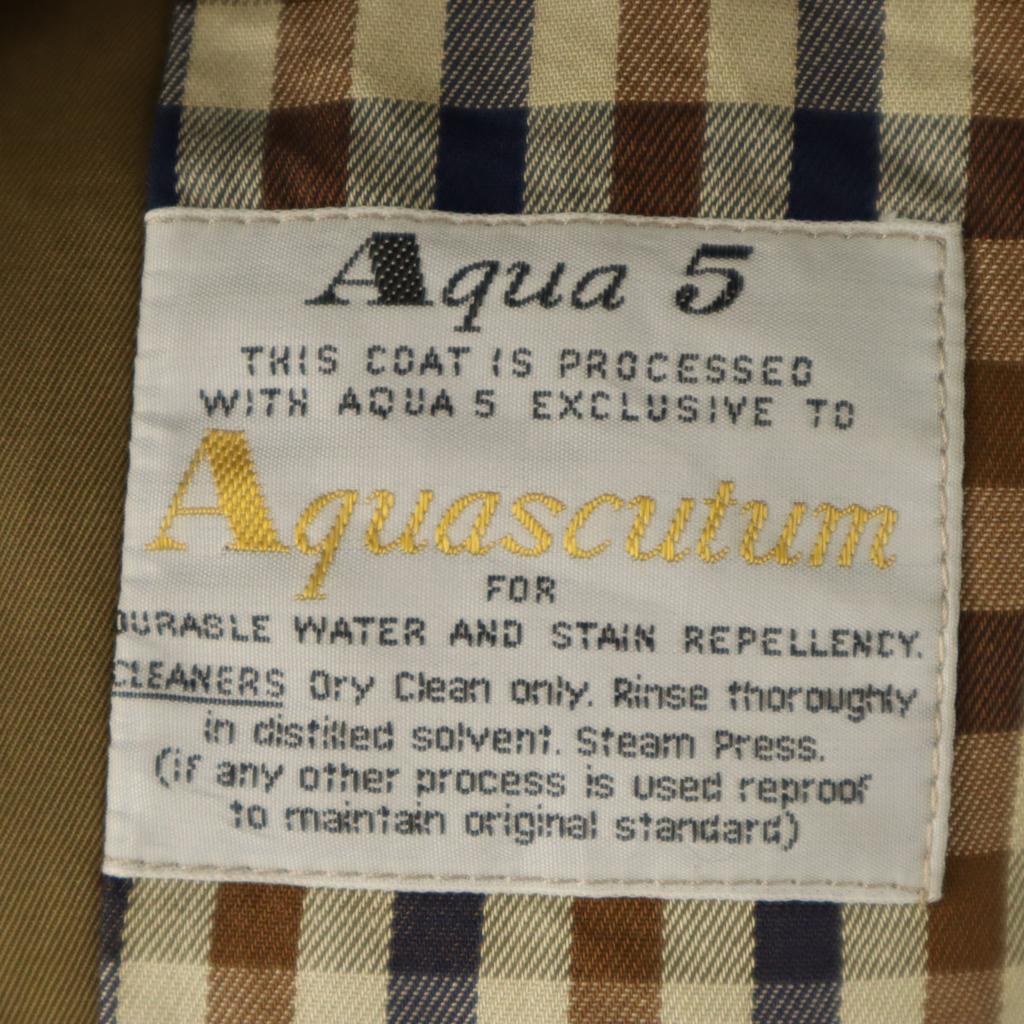 Aqua 5
THIS COAT IS PROCESSED
WITH AQUA 5 EXCLUSIVE TO
Aquascutum
FOR
DURABLE WATER AND STAIN REPELLENCY.
CLEANERS Dry Clean only. Rinse thoroughly
in distilled solvent. Steam Press.
(if any other process is used reproof
to maintain original standard)